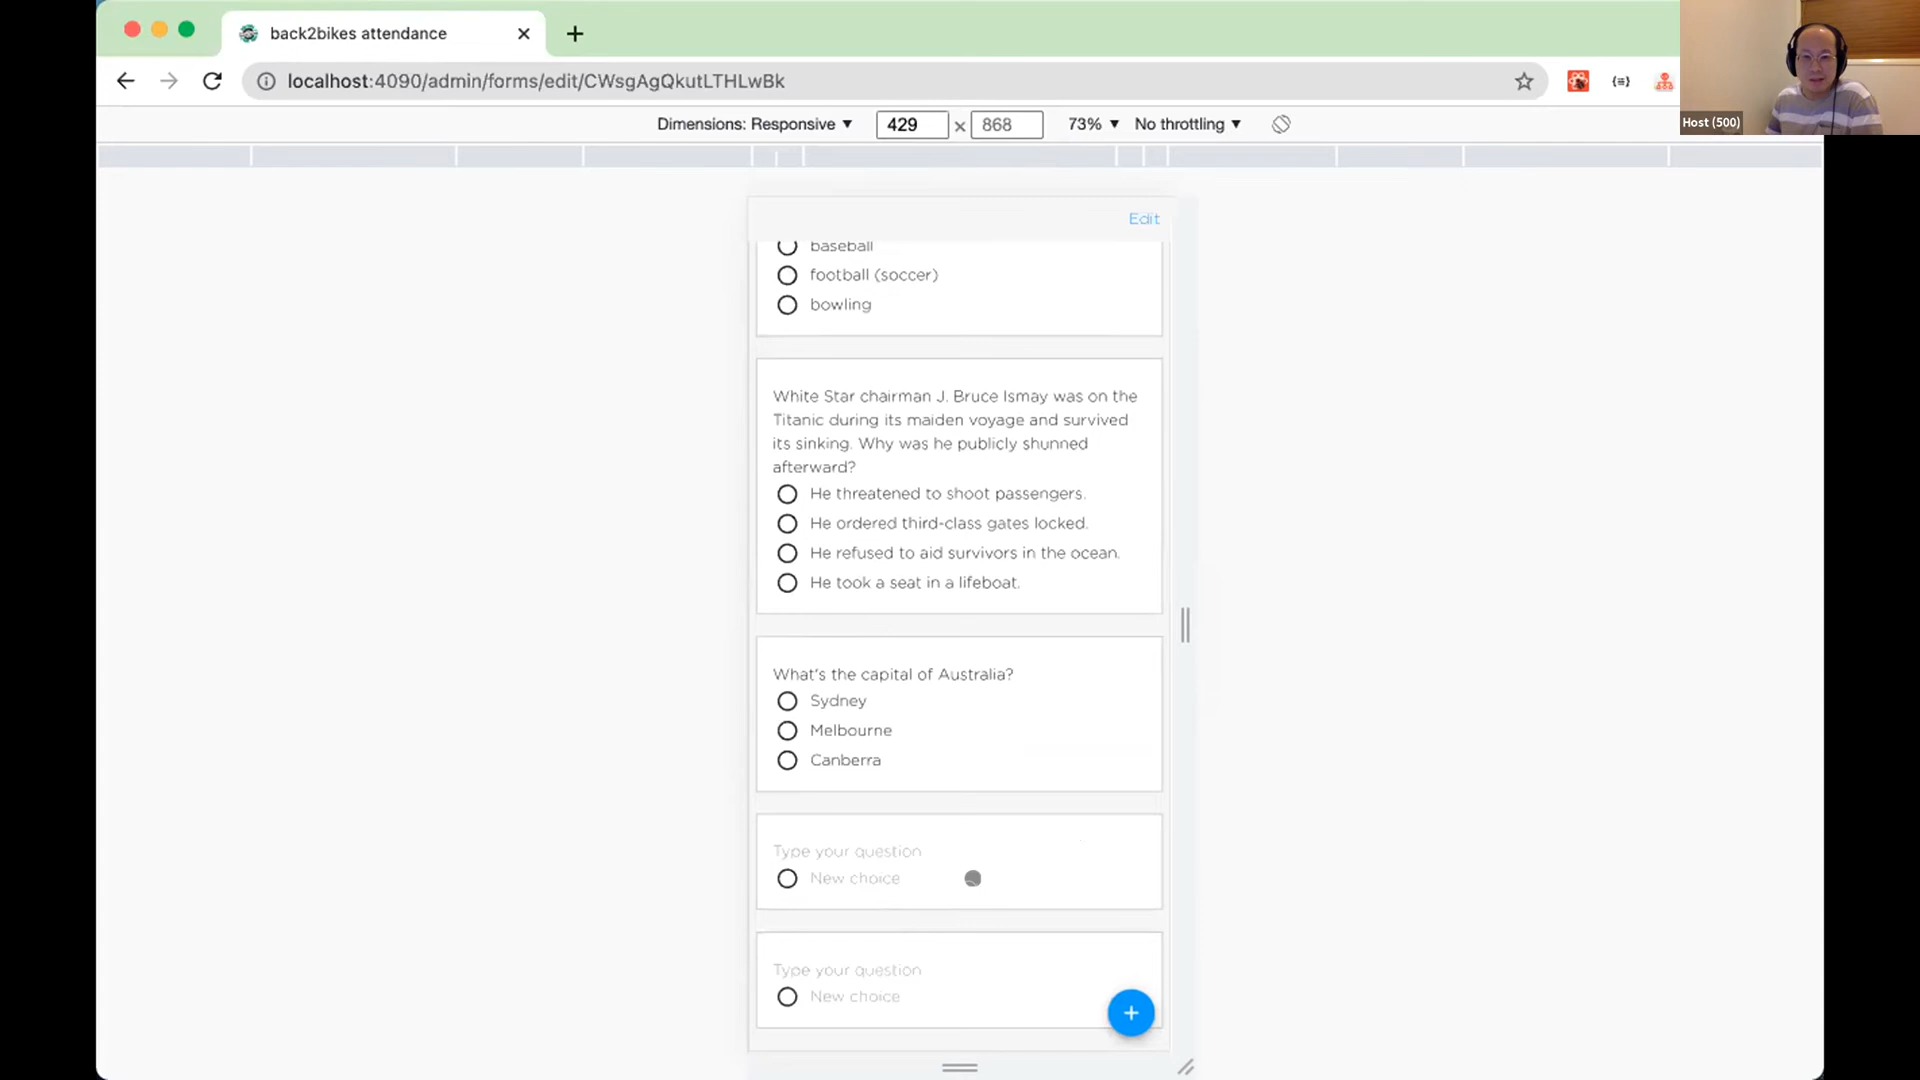 back2bikes attendance
localhost:4090/admin/forms/edit/CWsgAgQkutLTHLwBk
Host (500)
Dimensions: Responsive ▼ 429 × 868 73% ▼ No throttling ▼
Edit
baseball
football (soccer)
bowling
White Star chairman J. Bruce Ismay was on the
Titanic during its maiden voyage and survived
its sinking. Why was he publicly shunned
afterward?
He threatened to shoot passengers.
He ordered third-class gates locked.
He refused to aid survivors in the ocean.
He took a seat in a lifeboat.
What's the capital of Australia?
Sydney
Melbourne
Canberra
Type your question
New choice
Type your question
New choice